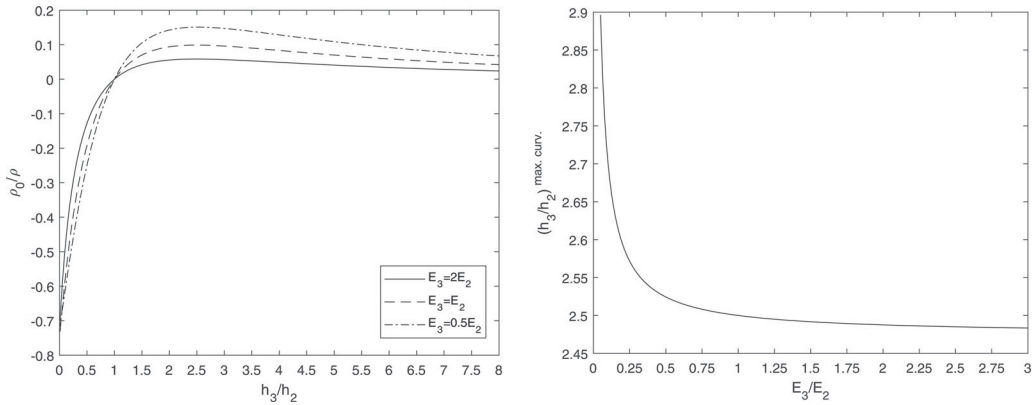 0.2
0.1
0
-0.1
-0.2
-0.3
-0.4
-0.5
-0.6
-0.7
-0.8
ρ₀/ρ
0 0.5 1 1.5 2 2.5 3 3.5 4 4.5 5 5.5 6 6.5 7 7.5 8
h₃/h₂
E₃=2E₂
E₃=E₂
E₃=0.5E₂
2.9
2.85
2.8
2.75
2.7
2.65
2.6
2.55
2.5
2.45
(h₃/h₂) max. curv.
0 0.25 0.5 0.75 1 1.25 1.5 1.75 2 2.25 2.5 2.75 3
E₃/E₂